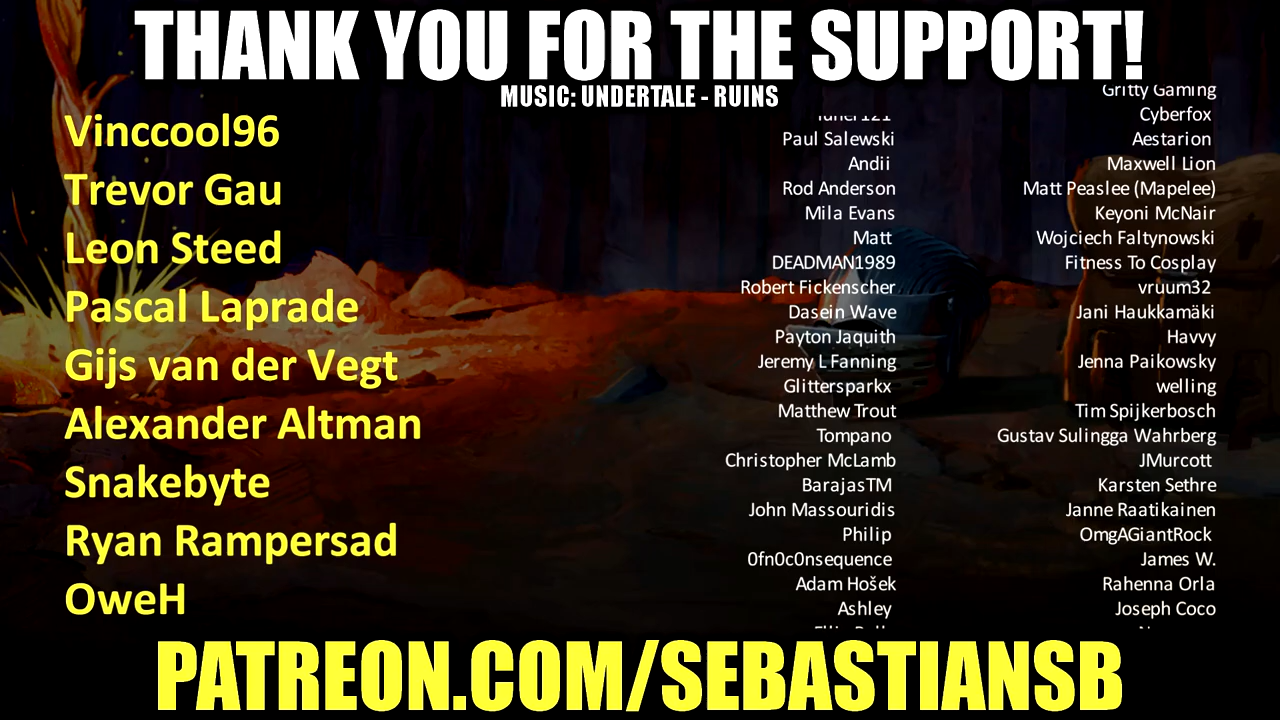 THANK YOU FOR THE SUPPORT!
MUSIC: UNDERTALE - RUINS
Vinccool96
Trevor Gau
Leon Steed
Pascal Laprade
Gijs van der Vegt
Alexander Altman
Snakebyte
Ryan Rampersad
OweH
Paul Salewski
Andii
Rod Anderson
Mila Evans
Matt
DEADMAN1989
Robert Fickenscher
Dasein Wave
Payton Jaquith
Jeremy L Fanning
Glittersparkx
Matthew Trout
Tompano
Christopher McLamb
BarajasTM
John Massouridis
Philip
0fn0c0nsequence
Adam Hošek
Ashley
Gritty Gaming
Cyberfox
Aestarion
Maxwell Lion
Matt Peaslee (Mapelee)
Keyoni McNair
Wojciech Faltynowski
Fitness To Cosplay
vruum32
Jani Haukkamäki
Havvy
Jenna Paikowsky
welling
Tim Spijkerbosch
Gustav Sulingga Wahrberg
JMurcott
Karsten Sethre
Janne Raatikainen
OmgAGiantRock
James W.
Rahenna Orla
Joseph Coco
PATREON.COM/SEBASTIANSB